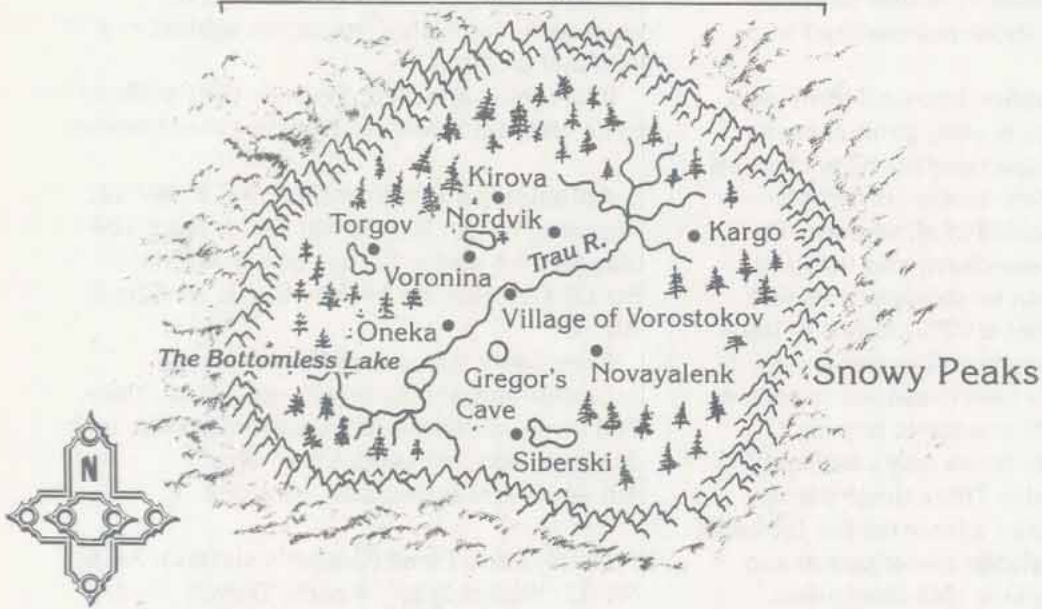 Kirova
Nordvik
Torgov
Trau R.
Kargo
Voronina
Village of Vorostokov
Oneka
The Bottomless Lake
Gregor's
Cave
Novayalenk
Snowy Peaks
Siberski
N